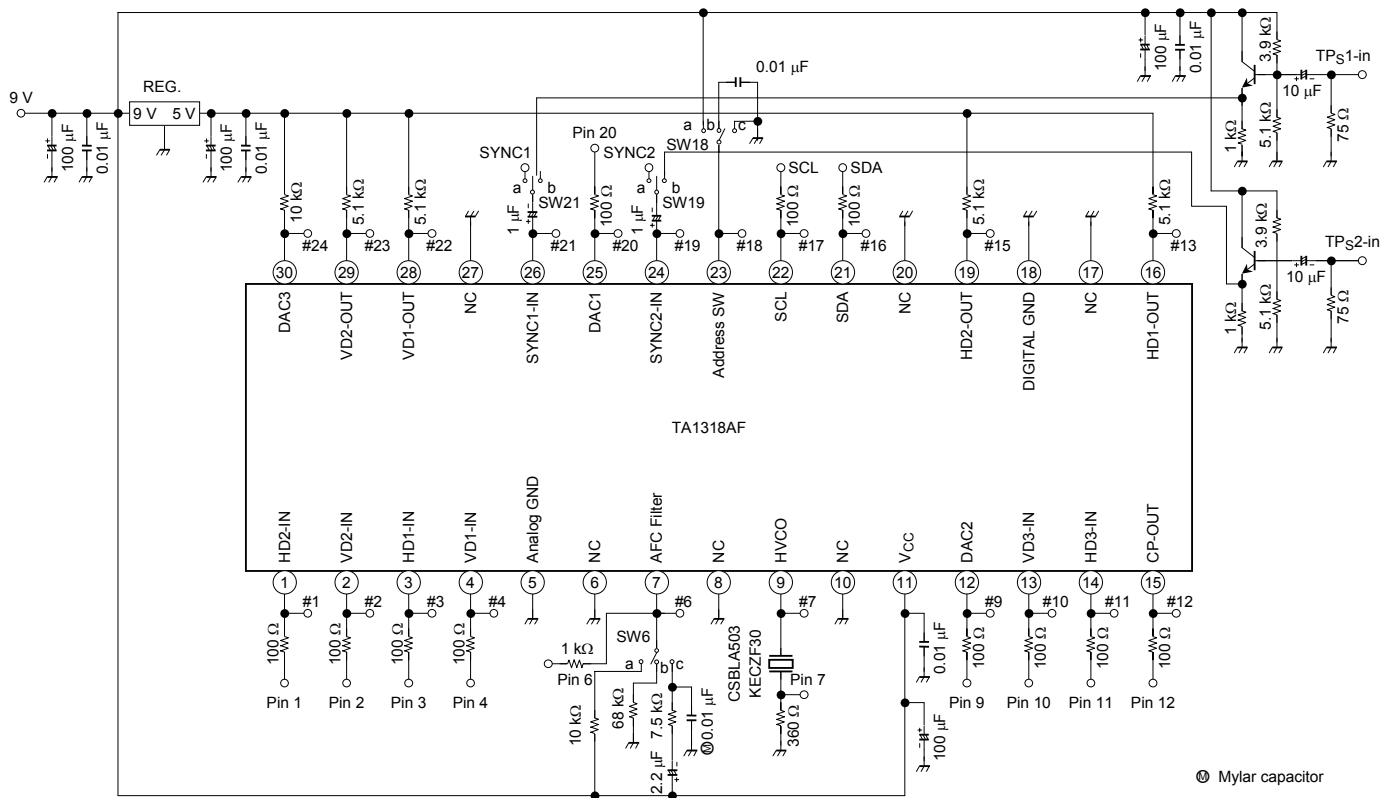 100 µF
0.01 µF
3.9 kΩ
TPS1-in
10 µF
1 kΩ
5.1 kΩ
75 Ω
0.01 µF
9 V
REG.
9 V 5 V
100 µF
0.01 µF
100 µF
0.01 µF
a b c
SW18
Pin 20
SYNC1
a b
SW21
SYNC2
a b
SW19
SCL
SDA
10 kΩ
5.1 kΩ
5.1 kΩ
1 µF
100 Ω
1 µF
100 Ω
100 Ω
5.1 kΩ
5.1 kΩ
3.9 kΩ
TPS2-in
10 µF
1 kΩ
5.1 kΩ
75 Ω
#24 #23 #22 #21 #20 #19 #18 #17 #16 #15 #13
30 29 28 27 26 25 24 23 22 21 20 19 18 17 16
DAC3
VD2-OUT
VD1-OUT
NC
SYNC1-IN
DAC1
SYNC2-IN
Address SW
SCL
SDA
NC
HD2-OUT
DIGITAL GND
NC
HD1-OUT
TA1318AF
HD2-IN
VD2-IN
HD1-IN
VD1-IN
Analog GND
NC
AFC Filter
NC
HVCO
NC
VCC
DAC2
VD3-IN
HD3-IN
CP-OUT
1 2 3 4 5 6 7 8 9 10 11 12 13 14 15
#1 #2 #3 #4 #6 #7 #9 #10 #11 #12
100 Ω
100 Ω
100 Ω
100 Ω
Pin 1 Pin 2 Pin 3 Pin 4
1 kΩ
Pin 6
SW6
a b c
10 kΩ
68 kΩ
7.5 kΩ
Ⓜ0.01 µF
2.2 µF
CSBLA503
KECZF30
Pin 7
360 Ω
0.01 µF
100 µF
100 Ω
100 Ω
100 Ω
100 Ω
Pin 9 Pin 10 Pin 11 Pin 12
Ⓜ Mylar capacitor